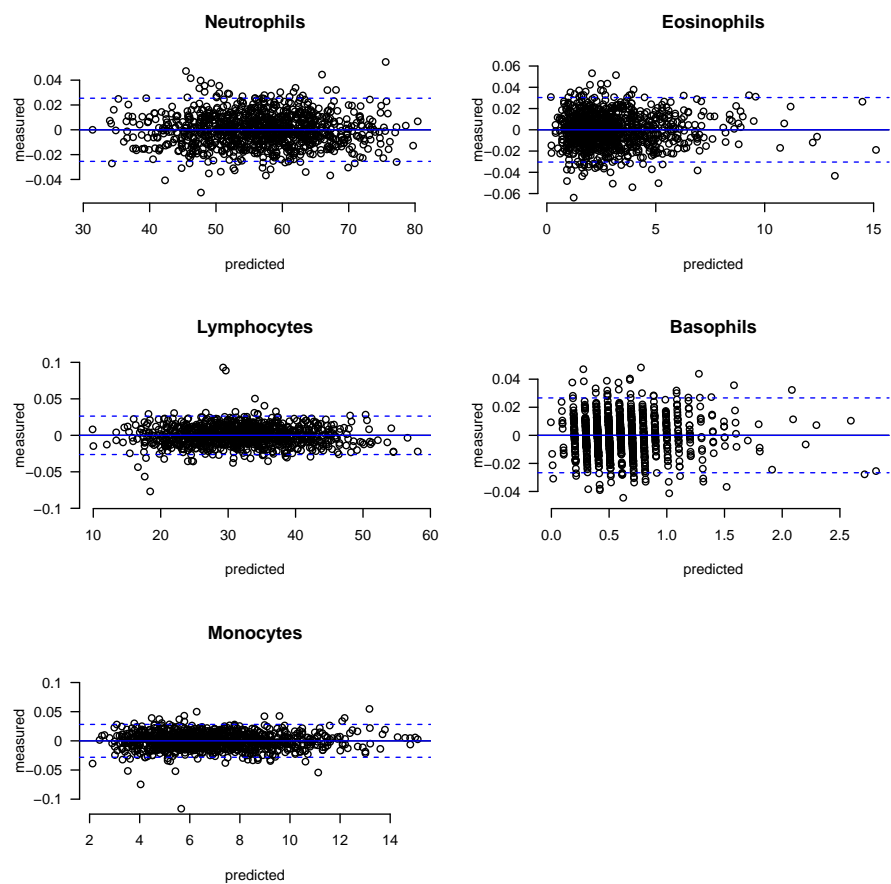 Neutrophils
measured
0.04
0.02
0
−0.02
−0.04
30 40 50 60 70 80
predicted
Eosinophils
measured
0.06
0.04
0.02
0
−0.02
−0.04
−0.06
0 5 10 15
predicted
Lymphocytes
measured
0.1
0.05
0
−0.05
−0.1
10 20 30 40 50 60
predicted
Basophils
measured
0.04
0.02
0
−0.02
−0.04
0.0 0.5 1.0 1.5 2.0 2.5
predicted
Monocytes
measured
0.1
0.05
0
−0.05
−0.1
2 4 6 8 10 12 14
predicted